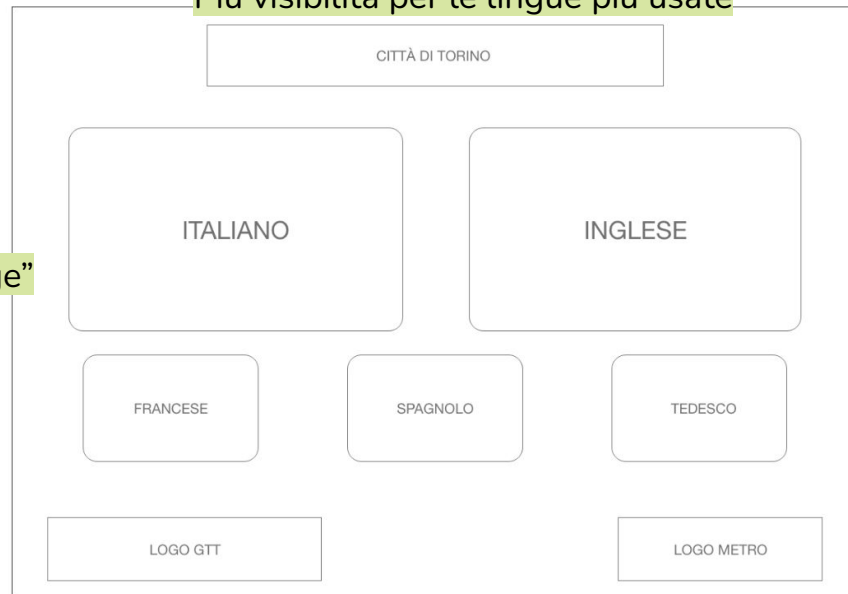 Più visibilità per le lingue più usate
CITTÀ DI TORINO
ITALIANO
INGLESE
ge”
FRANCESE
SPAGNOLO
TEDESCO
LOGO GTT
LOGO METRO